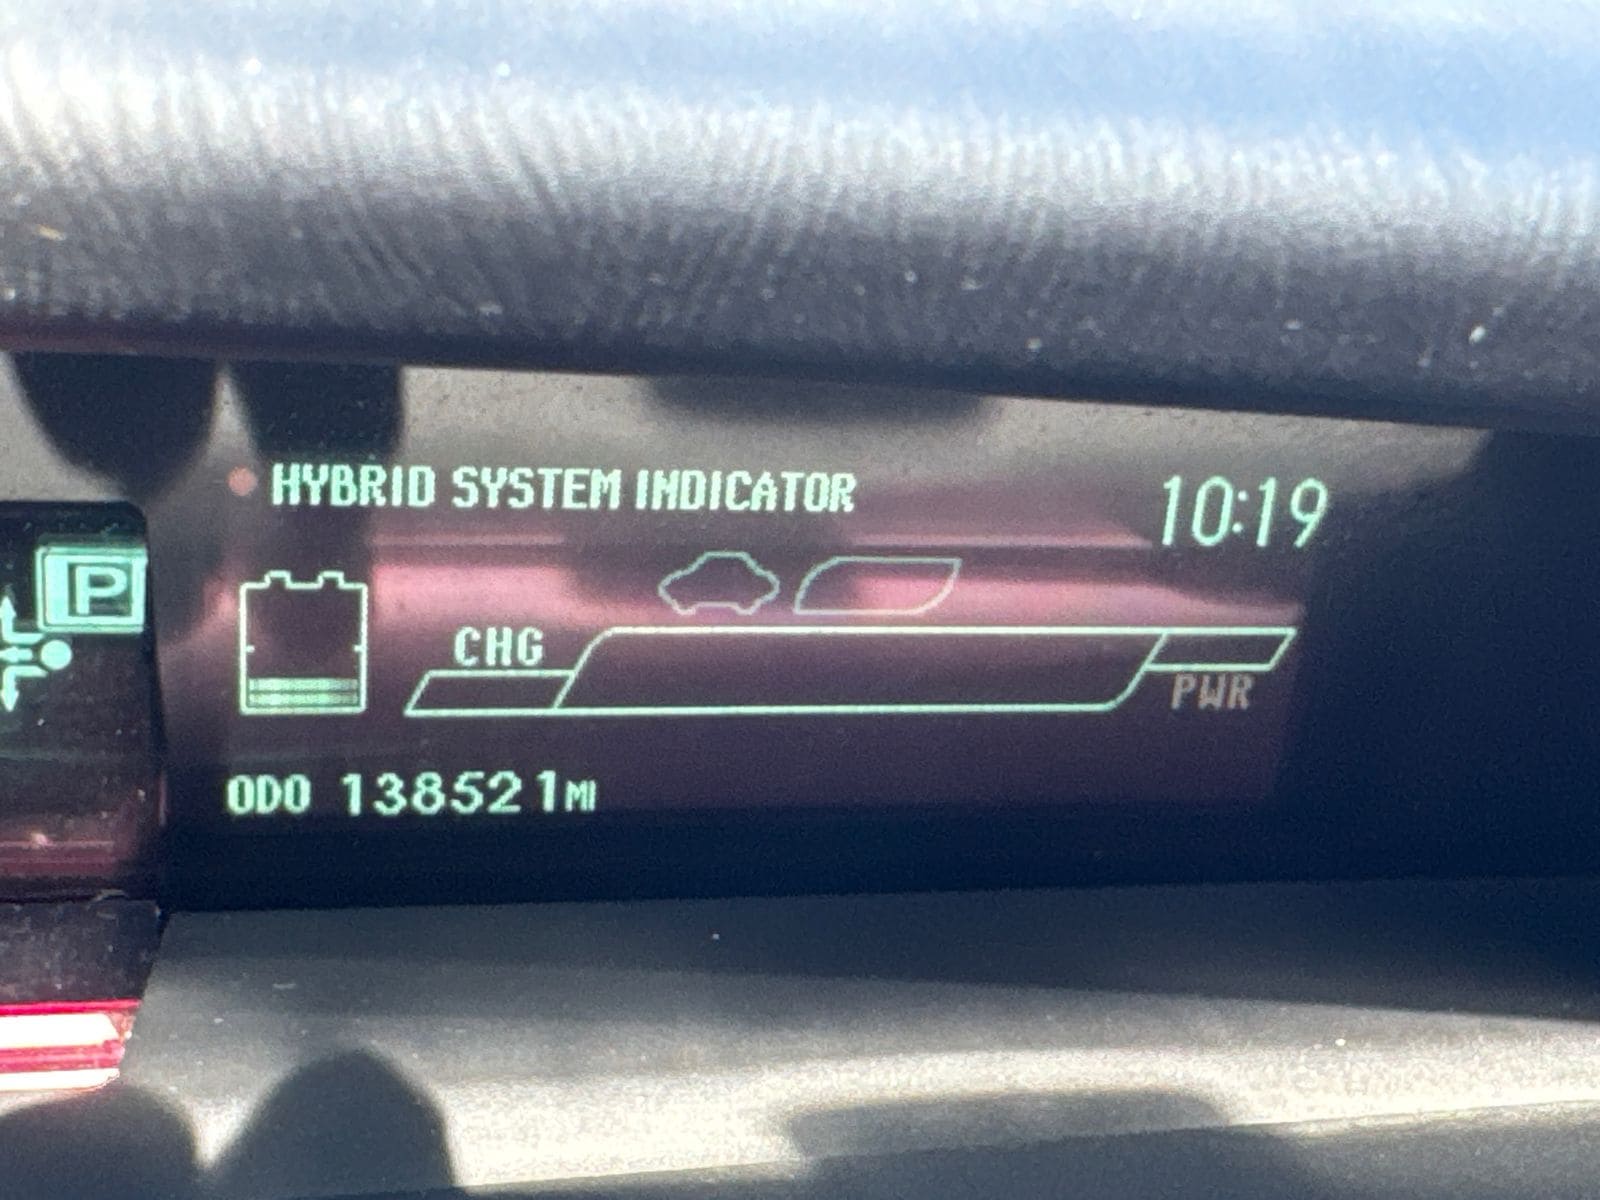 HYBRID SYSTEM INDICATOR
10:19
P
CHG
PWR
ODO 138521MI